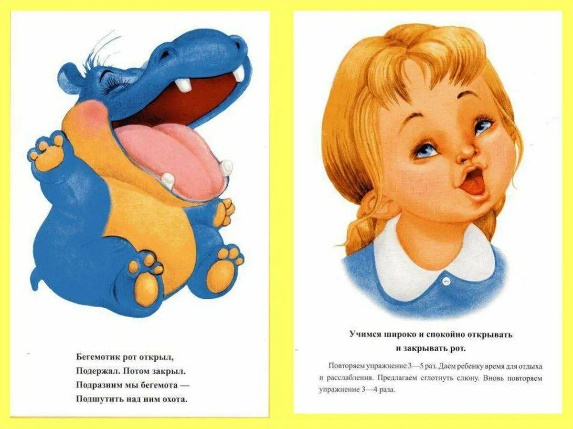 Бегемотик рот открыл,
Подержал. Потом закрыл.
Подразним мы бегемота —
Подшутить над ним охота.
Учимся широко и спокойно открывать
и закрывать рот.
Повторяем упражнение 3—5 раз. Даем ребенку время для отдыха
и расслабления. Предлагаем сглотнуть слюну. Вновь повторяем
упражнение 3—4 раза.